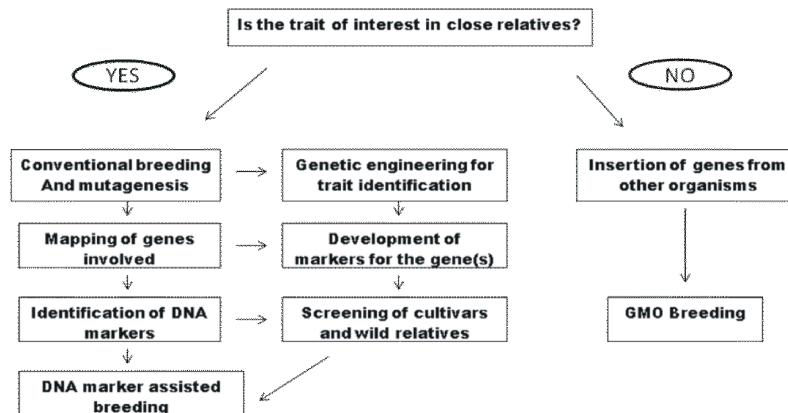 Is the trait of interest in close relatives?
YES
NO
Conventional breeding
And mutagenesis
Genetic engineering for
trait identification
Insertion of genes from
other organisms
Mapping of genes
involved
Development of
markers for the gene(s)
Identification of DNA
markers
Screening of cultivars
and wild relatives
GMO Breeding
DNA marker assisted
breeding